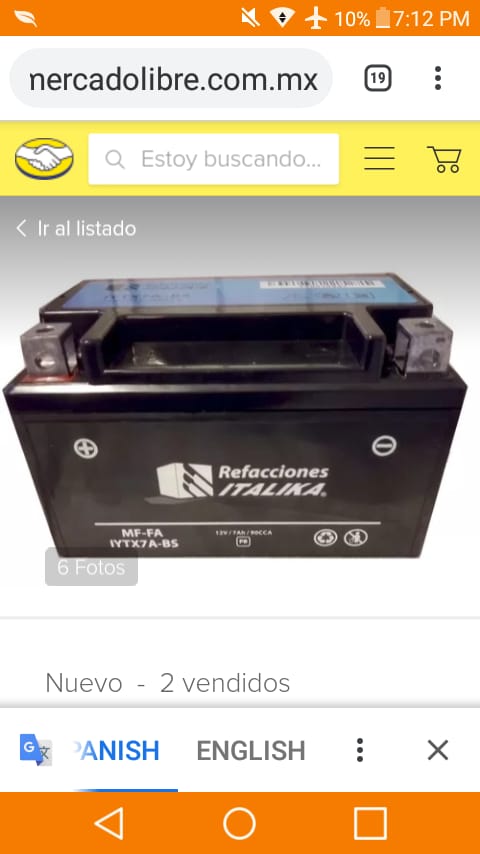 10% 7:12 PM
nercadolibre.com.mx
19
Estoy buscando...
Ir al listado
Refacciones
ITALIKA®
MF-FA
IYTX7A-BS
12V / 7Ah / 90CCA
Pb
6 Fotos
Nuevo - 2 vendidos
PANISH
ENGLISH